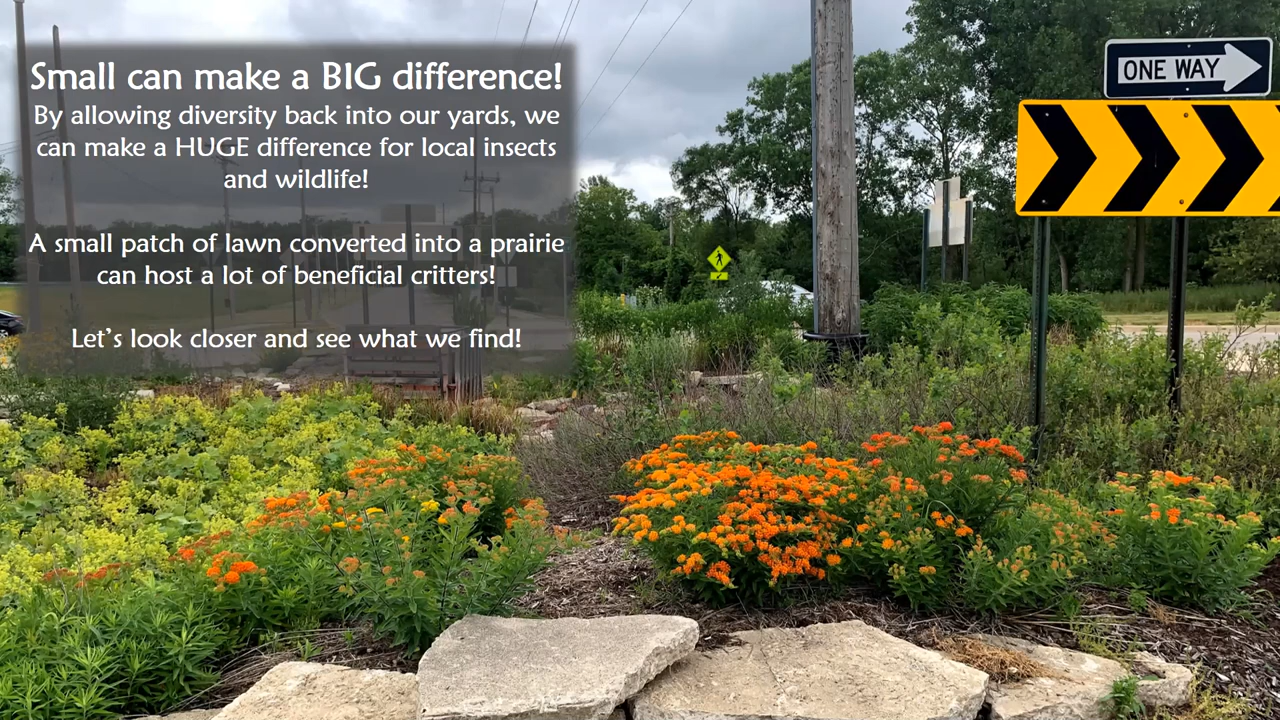 Small can make a BIG difference!
By allowing diversity back into our yards, we
can make a HUGE difference for local insects
and wildlife!
A small patch of lawn converted into a prairie
can host a lot of beneficial critters!
Let's look closer and see what we find!
ONE WAY